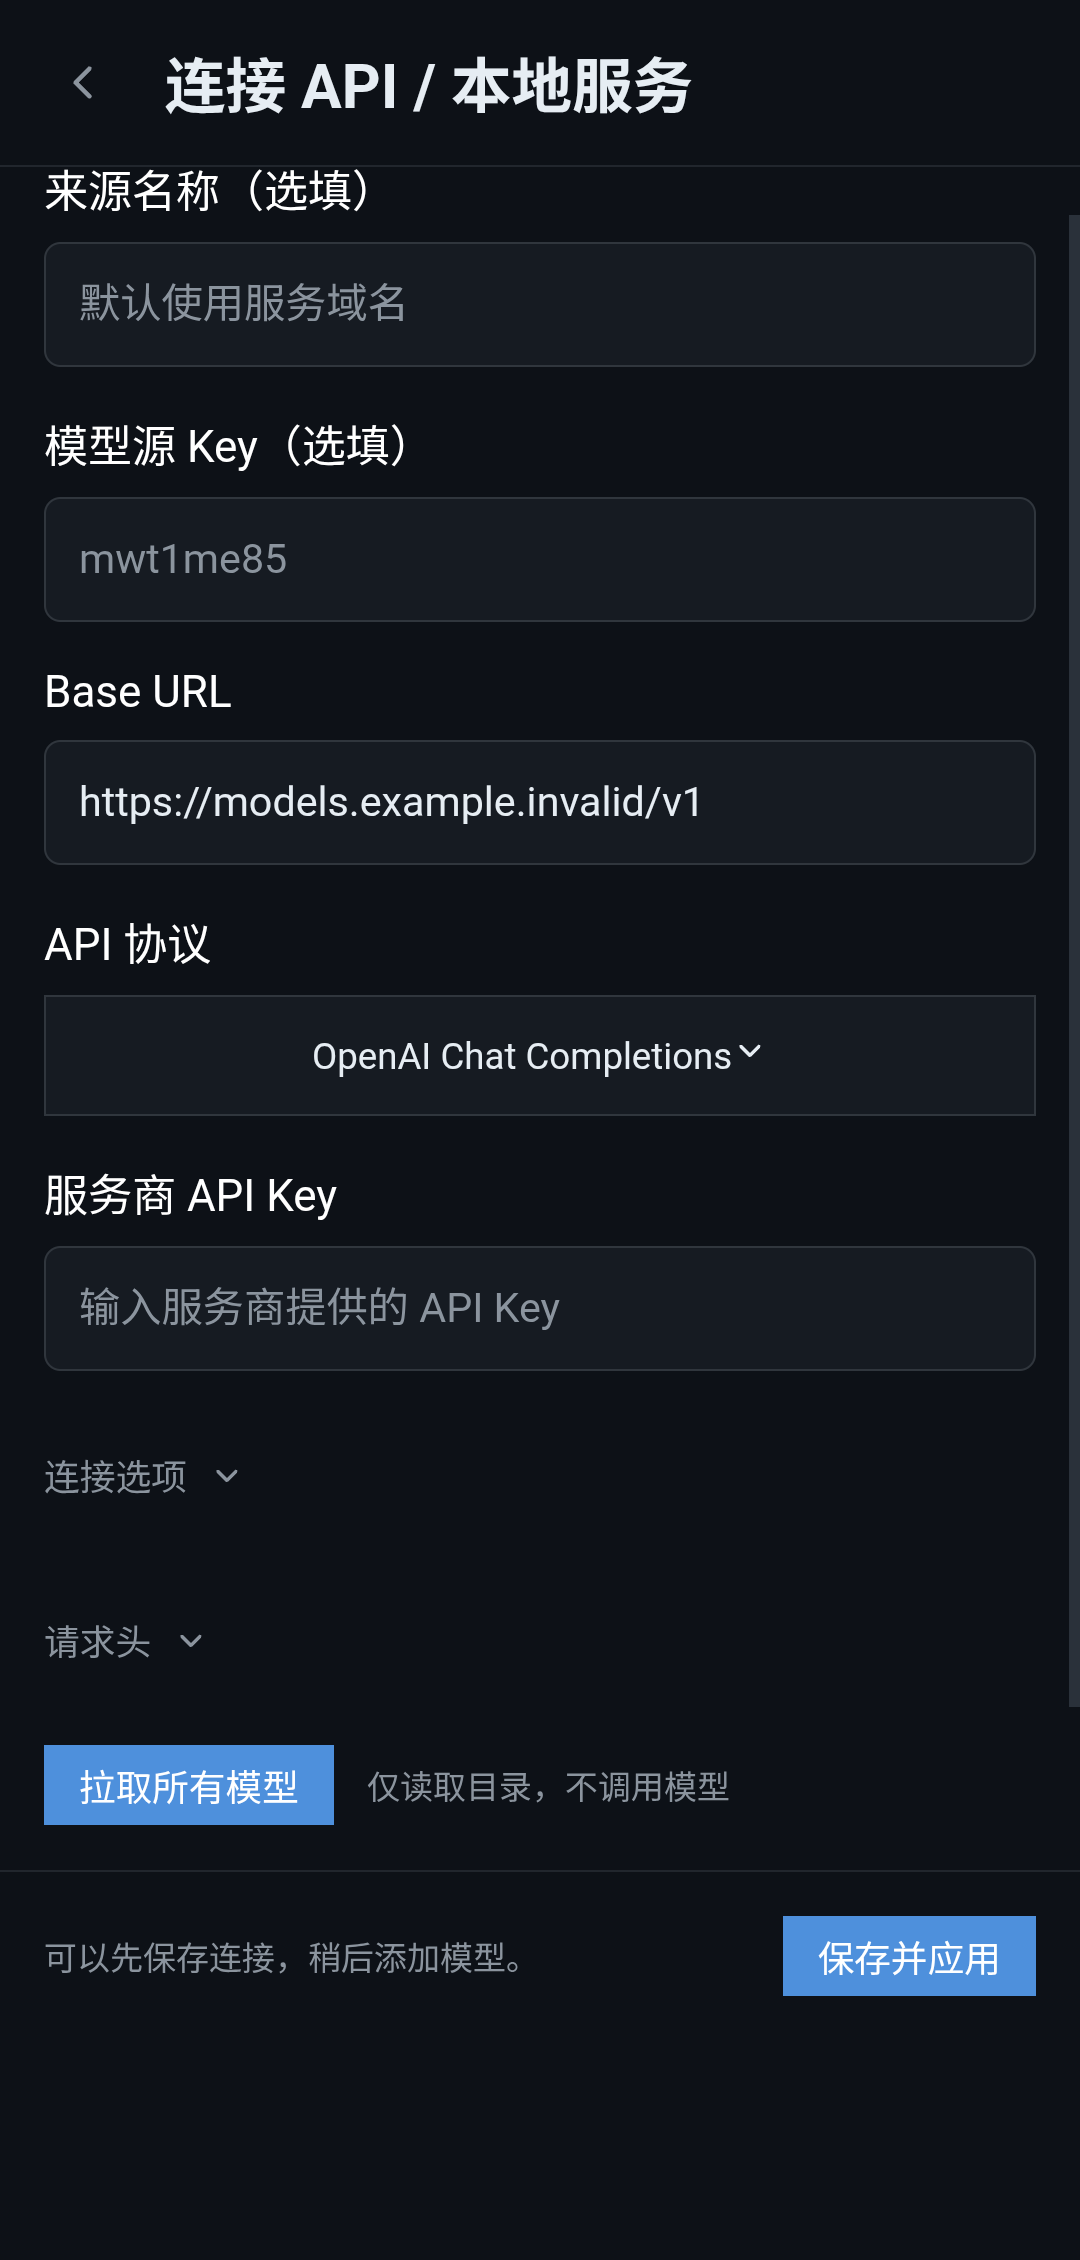 连接 API / 本地服务
来源名称（选填）
默认使用服务域名
模型源 Key（选填）
mwt1me85
Base URL
https://models.example.invalid/v1
API 协议
OpenAI Chat Completions
服务商 API Key
输入服务商提供的 API Key
连接选项
请求头
拉取所有模型 仅读取目录，不调用模型
可以先保存连接，稍后添加模型。 保存并应用